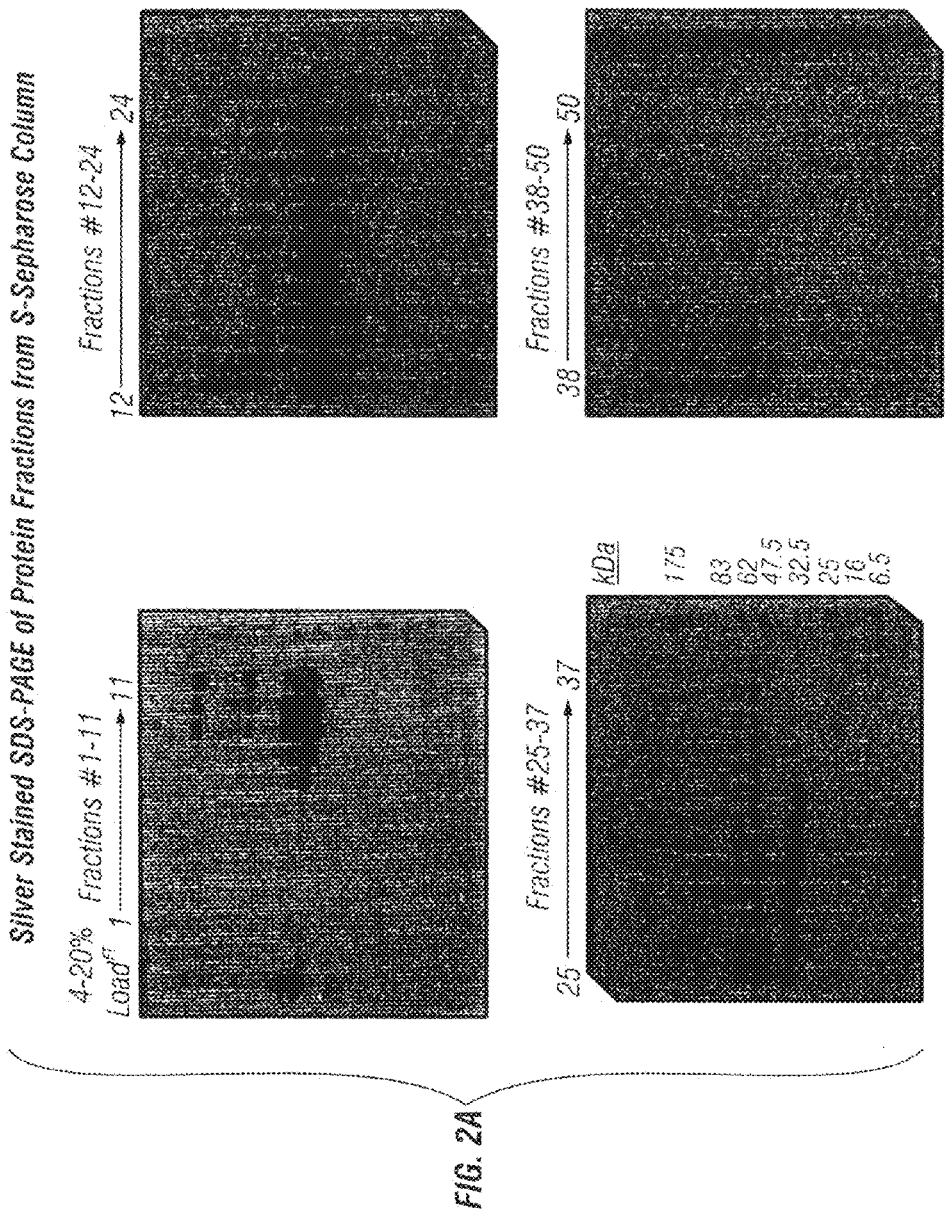 Silver Stained SDS-PAGE of Protein Fractions from S-Sepharose Column
4-20%
Load FT
Fractions #1-11
1 11
Fractions #12-24
12 24
Fractions #25-37
25 37
kDa
175
83
62
47.5
32.5
25
16
6.5
Fractions #38-50
38 50
FIG. 2A